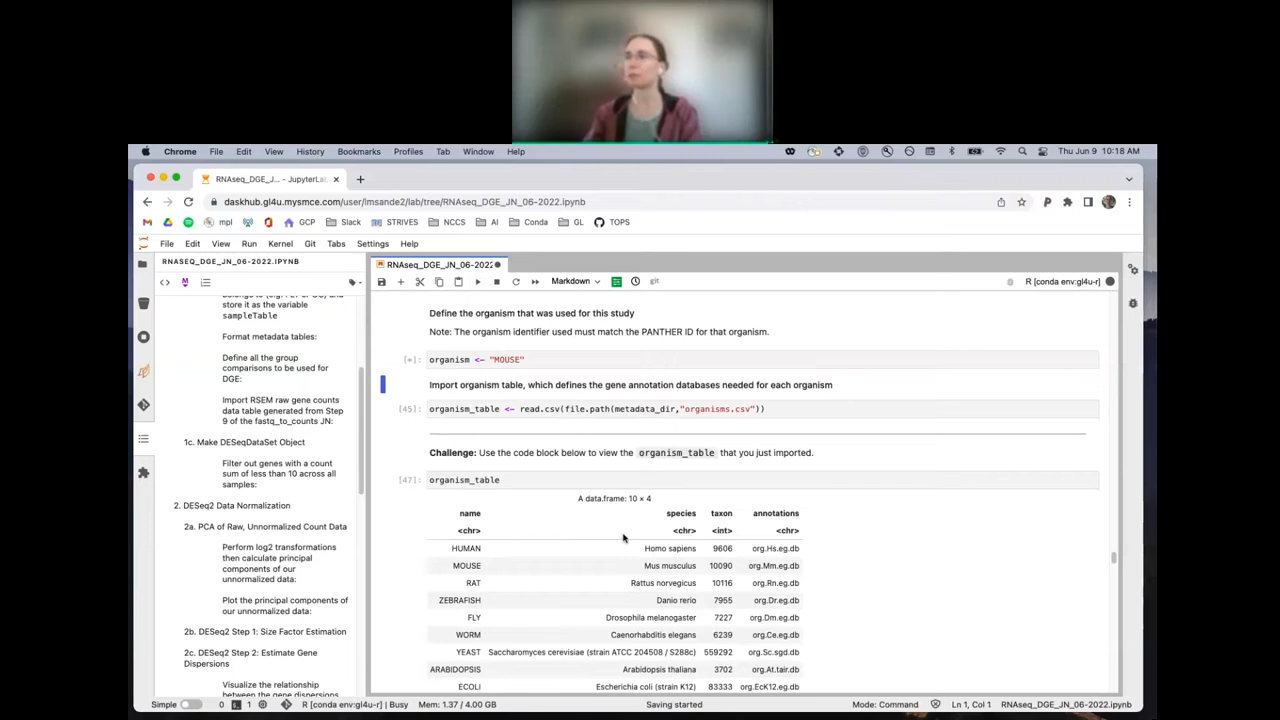 Chrome File Edit View History Bookmarks Profiles Tab Window Help Thu Jun 9 10:18 AM
RNAseq_DGE_J... - JupyterLa
daskhub.gl4u.mysmce.com/user/lmsande2/lab/tree/RNAseq_DGE_JN_06-2022.ipynb
mpl GCP Slack STRIVES NCCS AI Conda GL TOPS
File Edit View Run Kernel Git Tabs Settings Help
RNASEQ_DGE_JN_06-2022.IPYNB
store it as the variable
sampleTable
Format metadata tables:
Define all the group
comparisons to be used for
DGE:
Import RSEM raw gene counts
data table generated from Step
9 of the fastq_to_counts JN:
1c. Make DESeqDataSet Object
Filter out genes with a count
sum of less than 10 across all
samples:
2. DESeq2 Data Normalization
2a. PCA of Raw, Unnormalized Count Data
Perform log2 transformations
then calculate principal
components of our
unnormalized data:
Plot the principal components
of our unnormalized data:
2b. DESeq2 Step 1: Size Factor Estimation
2c. DESeq2 Step 2: Estimate Gene
Dispersions
Visualize the relationship
between the gene dispersions
RNAseq_DGE_JN_06-2022
Markdown git R [conda env:gl4u-r]
Define the organism that was used for this study
Note: The organism identifier used must match the PANTHER ID for that organism.
[*]: organism <- "MOUSE"
Import organism table, which defines the gene annotation databases needed for each organism
[45]: organism_table <- read.csv(file.path(metadata_dir,"organisms.csv"))
Challenge: Use the code block below to view the organism_table that you just imported.
[47]: organism_table
A data.frame: 10 × 4
name species taxon annotations
<chr> <chr> <int> <chr>
HUMAN Homo sapiens 9606 org.Hs.eg.db
MOUSE Mus musculus 10090 org.Mm.eg.db
RAT Rattus norvegicus 10116 org.Rn.eg.db
ZEBRAFISH Danio rerio 7955 org.Dr.eg.db
FLY Drosophila melanogaster 7227 org.Dm.eg.db
WORM Caenorhabditis elegans 6239 org.Ce.eg.db
YEAST Saccharomyces cerevisiae (strain ATCC 204508 / S288c) 559292 org.Sc.sgd.db
ARABIDOPSIS Arabidopsis thaliana 3702 org.At.tair.db
ECOLI Escherichia coli (strain K12) 83333 org.EcK12.eg.db
Simple 0 1 R [conda env:gl4u-r] | Busy Mem: 1.37 / 4.00 GB Saving started Mode: Command Ln 1, Col 1 RNAseq_DGE_JN_06-2022.ipynb